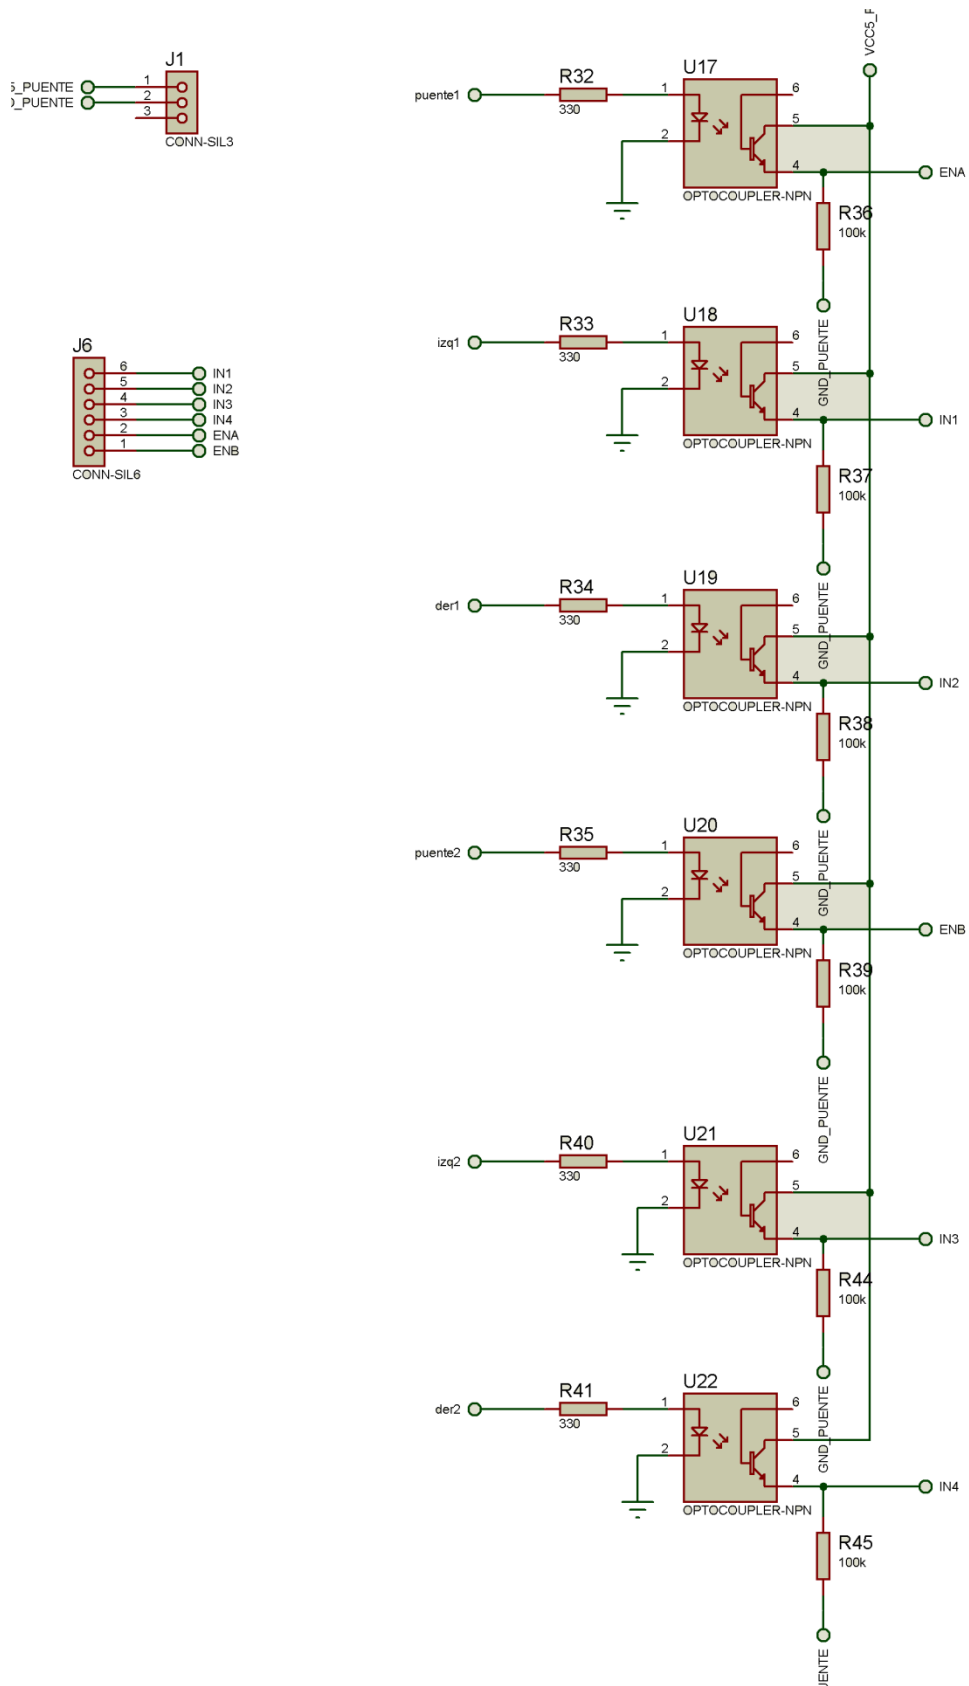 J1
5_PUENTE
1
D_PUENTE
2
3
CONN-SIL3
J6
6
IN1
5
IN2
4
IN3
3
IN4
2
ENA
1
ENB
CONN-SIL6
VCC5_F
puente1
R32
330
U17
1
2
6
5
4
OPTOCOUPLER-NPN
ENA
R36
100k
GND_PUENTE
izq1
R33
330
U18
1
2
6
5
4
OPTOCOUPLER-NPN
IN1
R37
100k
GND_PUENTE
der1
R34
330
U19
1
2
6
5
4
OPTOCOUPLER-NPN
IN2
R38
100k
GND_PUENTE
puente2
R35
330
U20
1
2
6
5
4
OPTOCOUPLER-NPN
ENB
R39
100k
GND_PUENTE
izq2
R40
330
U21
1
2
6
5
4
OPTOCOUPLER-NPN
IN3
R44
100k
GND_PUENTE
der2
R41
330
U22
1
2
6
5
4
OPTOCOUPLER-NPN
IN4
R45
100k
UENTE